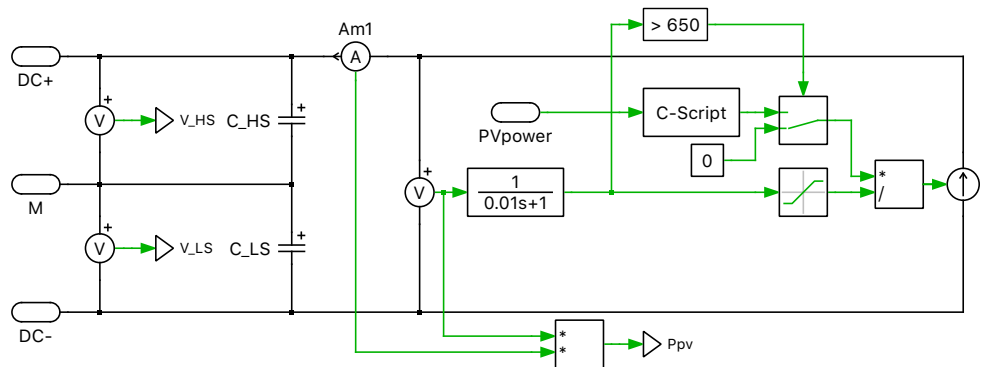 > 650
Am1
A
DC+
+
V
V_HS
C_HS
+
PVpower
C-Script
0
M
+
V
1
0.01s+1
*
/
+
V
V_LS
C_LS
+
DC-
*
*
Ppv